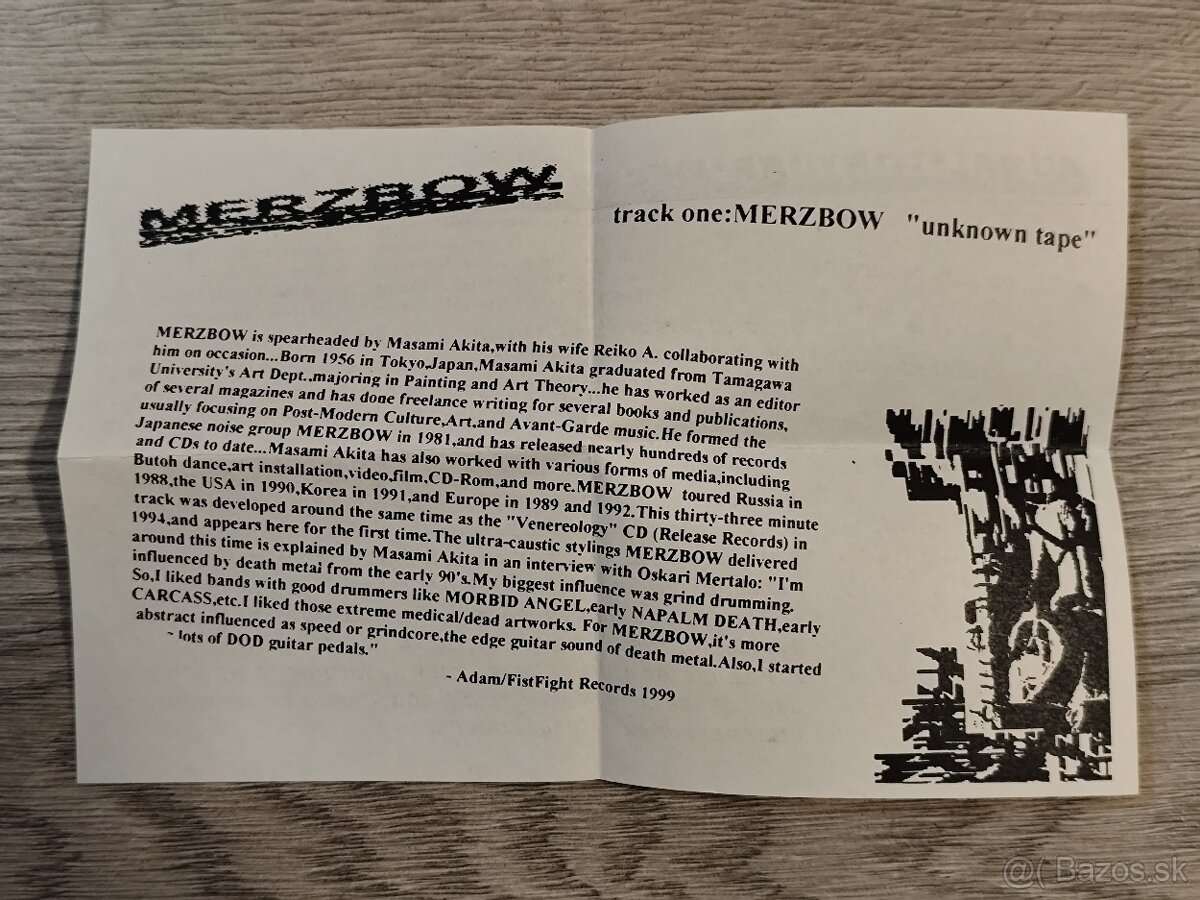 MERZBOW
track one:MERZBOW "unknown tape"
MERZBOW is spearheaded by Masami Akita,with his wife Reiko A. collaborating with
him on occasion...Born 1956 in Tokyo,Japan,Masami Akita graduated from Tamagawa
University's Art Dept.,majoring in Painting and Art Theory...he has worked as an editor
of several magazines and has done freelance writing for several books and publications,
usually focusing on Post-Modern Culture,Art,and Avant-Garde music.He formed the
Japanese noise group MERZBOW in 1981,and has released nearly hundreds of records
and CDs to date...Masami Akita has also worked with various forms of media,including
Butoh dance,art installation,video,film,CD-Rom,and more.MERZBOW toured Russia in
1988,the USA in 1990,Korea in 1991,and Europe in 1989 and 1992.This thirty-three minute
track was developed around the same time as the "Venereology" CD (Release Records) in
1994,and appears here for the first time.The ultra-caustic stylings MERZBOW delivered
around this time is explained by Masami Akita in an interview with Oskari Mertalo: "I'm
influenced by death metal from the early 90's.My biggest influence was grind drumming.
So,I liked bands with good drummers like MORBID ANGEL,early NAPALM DEATH,early
CARCASS,etc.I liked those extreme medical/dead artworks. For MERZBOW,it's more
abstract influenced as speed or grindcore,the edge guitar sound of death metal.Also,I started
lots of DOD guitar pedals."
- Adam/FistFight Records 1999
@( Bazos.sk